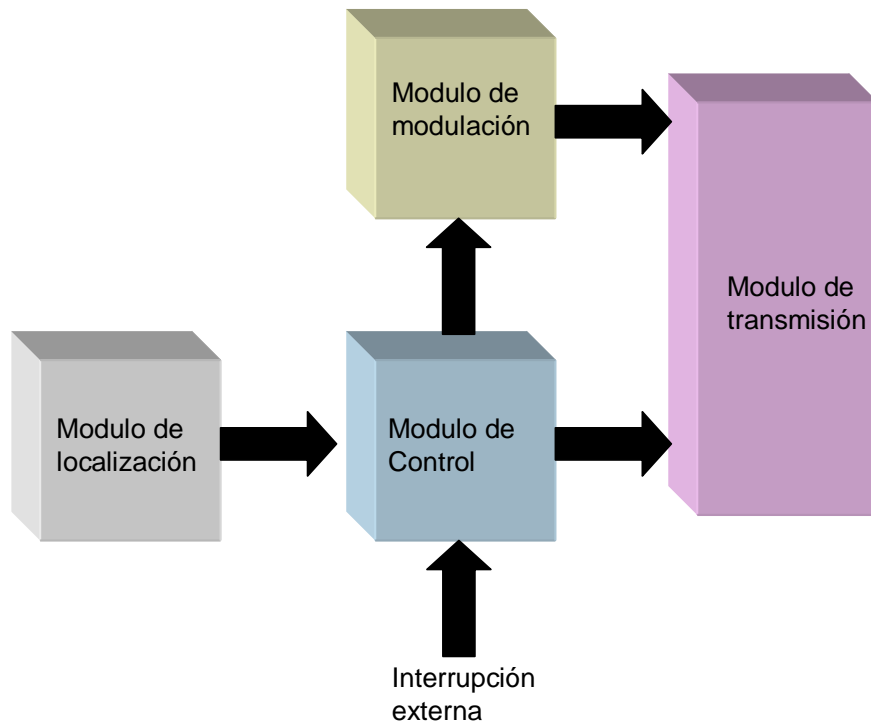 Modulo de
modulación
Modulo de
transmisión
Modulo de
localización
Modulo de
Control
Interrupción
externa